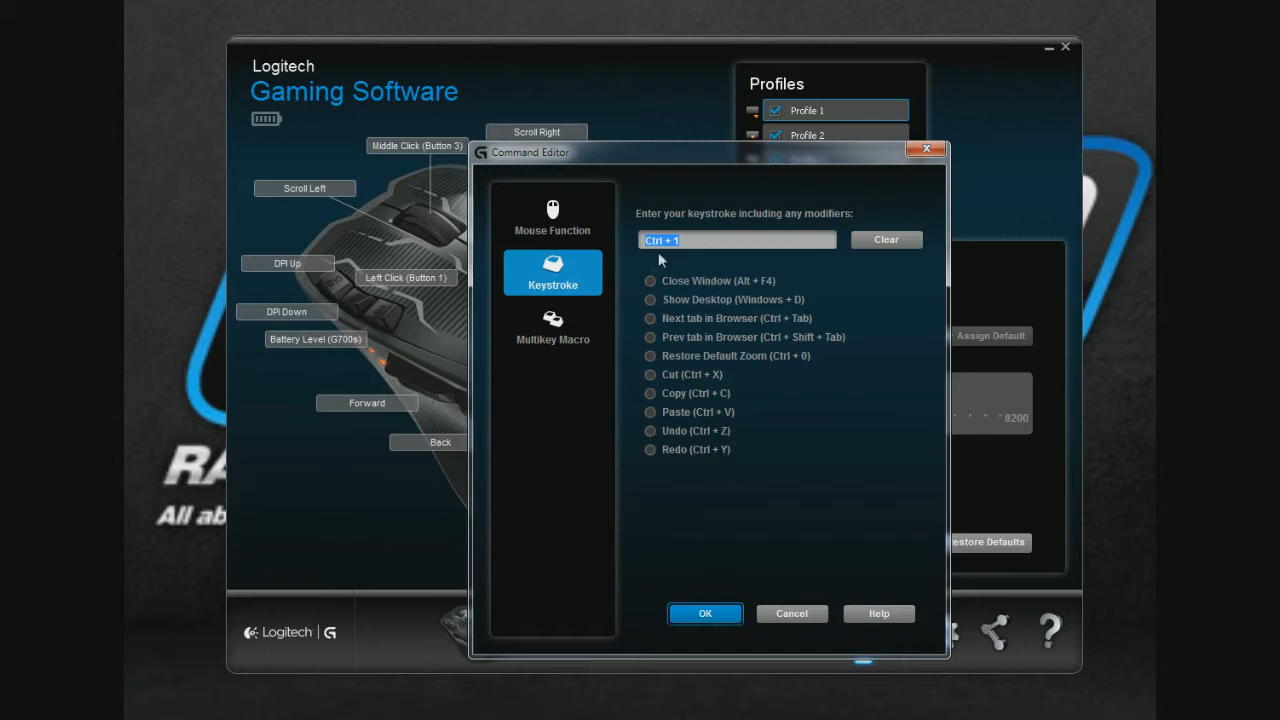 Logitech
Gaming Software
Profiles
Profile 1
Profile 2
Scroll Right
Middle Click (Button 3)
Scroll Left
DPI Up
Left Click (Button 1)
DPI Down
Battery Level (G700s)
Forward
Back
Command Editor
Mouse Function
Keystroke
Multikey Macro
Enter your keystroke including any modifiers:
Ctrl + 1
Clear
Close Window (Alt + F4)
Show Desktop (Windows + D)
Next tab in Browser (Ctrl + Tab)
Prev tab in Browser (Ctrl + Shift + Tab)
Restore Default Zoom (Ctrl + 0)
Cut (Ctrl + X)
Copy (Ctrl + C)
Paste (Ctrl + V)
Undo (Ctrl + Z)
Redo (Ctrl + Y)
OK
Cancel
Help
Assign Default
8200
estore Defaults
Logitech | G
RA
All ab